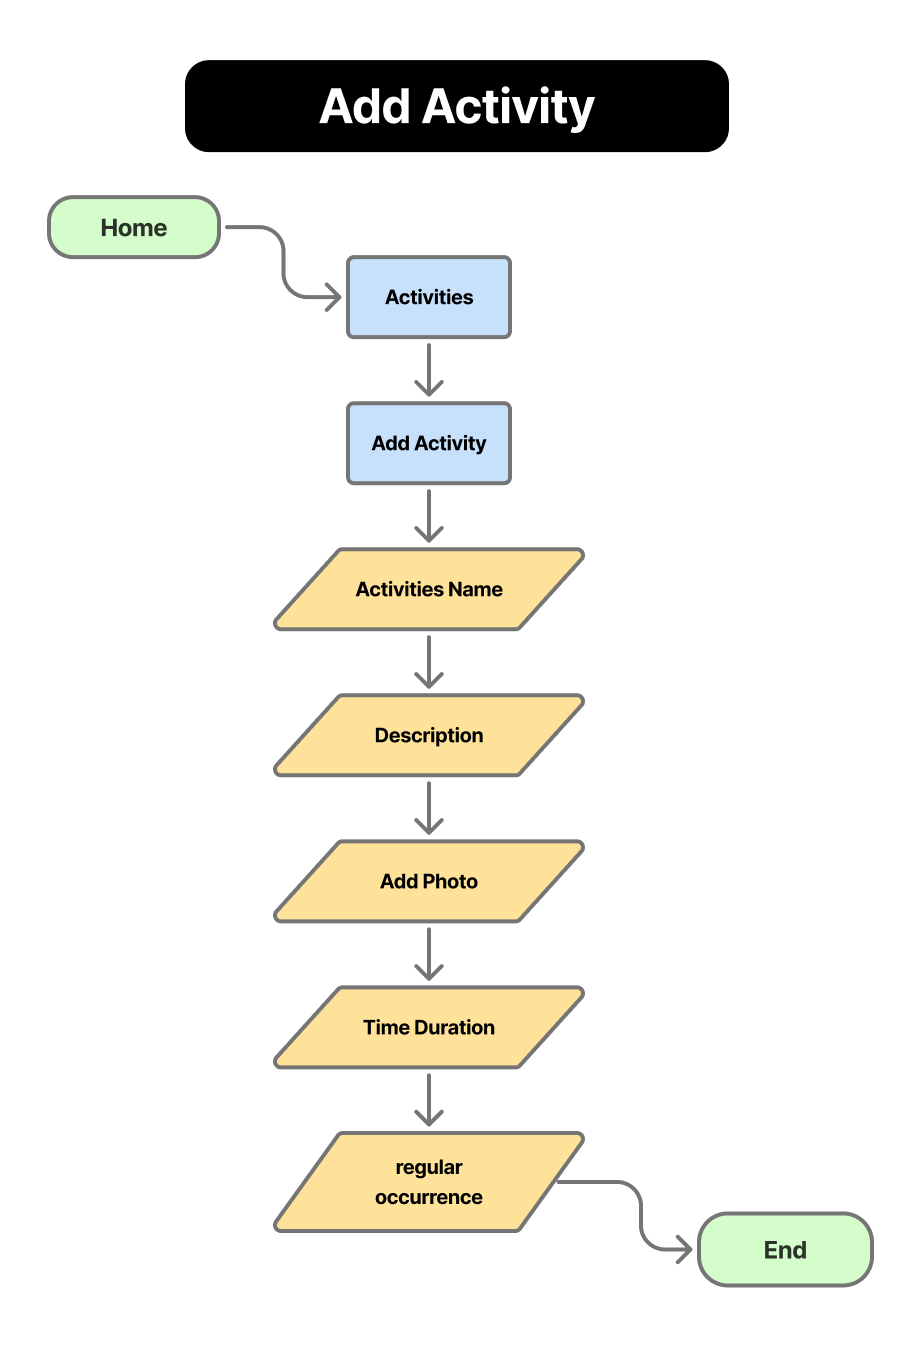 Add Activity
Home
Activities
Add Activity
Activities Name
Description
Add Photo
Time Duration
regular
occurrence
End